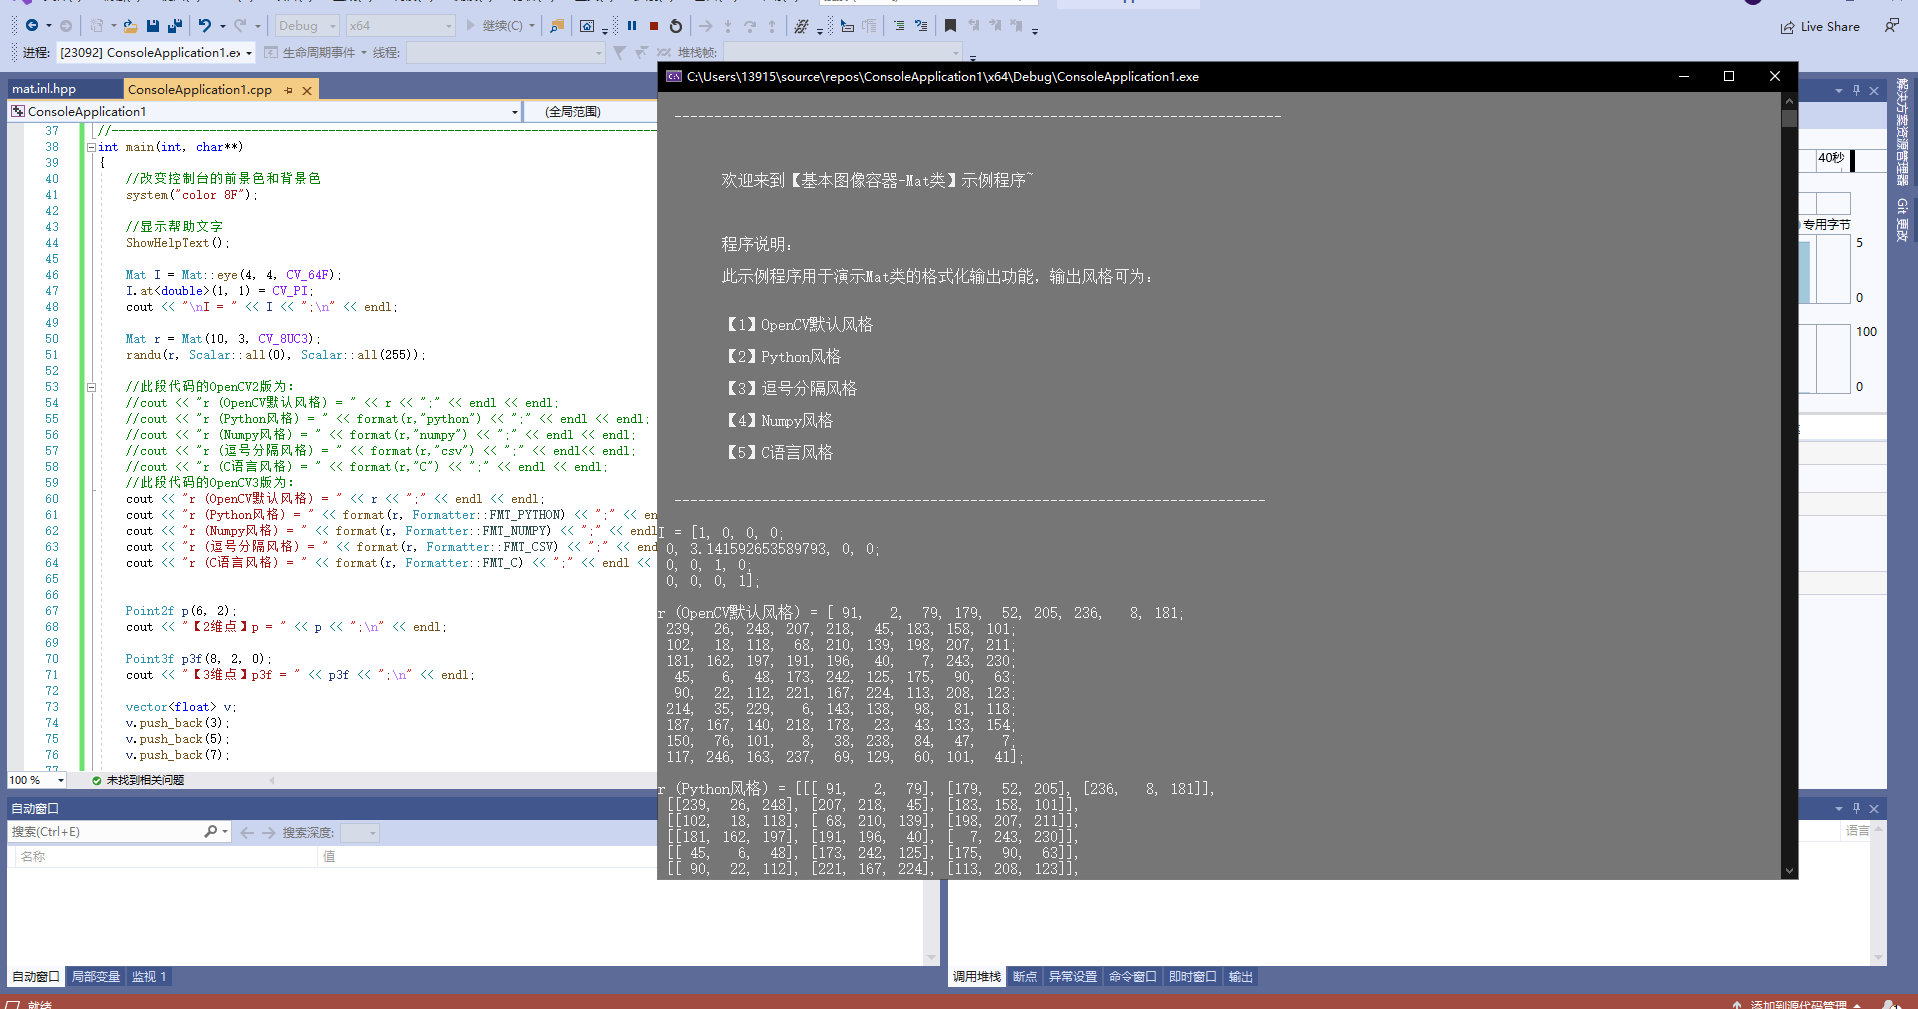 Debug
x64
继续(C)
Live Share
进程:
[23092] ConsoleApplication1.ex
生命周期事件
线程:
堆栈帧:
mat.inl.hpp
ConsoleApplication1.cpp
ConsoleApplication1
(全局范围)
37 //----------------------------------------------------------------------
38 int main(int, char**)
39 {
40 //改变控制台的前景色和背景色
41 system("color 8F");
42
43 //显示帮助文字
44 ShowHelpText();
45
46 Mat I = Mat::eye(4, 4, CV_64F);
47 I.at<double>(1, 1) = CV_PI;
48 cout << "\nI = " << I << ";\n" << endl;
49
50 Mat r = Mat(10, 3, CV_8UC3);
51 randu(r, Scalar::all(0), Scalar::all(255));
52
53 //此段代码的OpenCV2版为：
54 //cout << "r (OpenCV默认风格) = " << r << ";" << endl << endl;
55 //cout << "r (Python风格) = " << format(r,"python") << ";" << endl << endl;
56 //cout << "r (Numpy风格) = " << format(r,"numpy") << ";" << endl << endl;
57 //cout << "r (逗号分隔风格) = " << format(r,"csv") << ";" << endl<< endl;
58 //cout << "r (C语言风格) = " << format(r,"C") << ";" << endl << endl;
59 //此段代码的OpenCV3版为：
60 cout << "r (OpenCV默认风格) = " << r << ";" << endl << endl;
61 cout << "r (Python风格) = " << format(r, Formatter::FMT_PYTHON) << ";" << en
62 cout << "r (Numpy风格) = " << format(r, Formatter::FMT_NUMPY) << ";" << endl
63 cout << "r (逗号分隔风格) = " << format(r, Formatter::FMT_CSV) << ";" << end
64 cout << "r (C语言风格) = " << format(r, Formatter::FMT_C) << ";" << endl <<
65
66
67 Point2f p(6, 2);
68 cout << "【2维点】p = " << p << ";\n" << endl;
69
70 Point3f p3f(8, 2, 0);
71 cout << "【3维点】p3f = " << p3f << ";\n" << endl;
72
73 vector<float> v;
74 v.push_back(3);
75 v.push_back(5);
76 v.push_back(7);
77
100 %
未找到相关问题
自动窗口
搜索(Ctrl+E)
搜索深度:
名称
值
自动窗口
局部变量
监视 1
C:\Users\13915\source\repos\ConsoleApplication1\x64\Debug\ConsoleApplication1.exe
----------------------------------------------------------------------------
欢迎来到【基本图像容器-Mat类】示例程序~
程序说明：
此示例程序用于演示Mat类的格式化输出功能，输出风格可为：
【1】OpenCV默认风格
【2】Python风格
【3】逗号分隔风格
【4】Numpy风格
【5】C语言风格
--------------------------------------------------------------------------
I = [1, 0, 0, 0;
0, 3.141592653589793, 0, 0;
0, 0, 1, 0;
0, 0, 0, 1];
r (OpenCV默认风格) = [ 91,   2,  79, 179,  52, 205, 236,   8, 181;
239,  26, 248, 207, 218,  45, 183, 158, 101;
102,  18, 118,  68, 210, 139, 198, 207, 211;
181, 162, 197, 191, 196,  40,   7, 243, 230;
45,   6,  48, 173, 242, 125, 175,  90,  63;
90,  22, 112, 221, 167, 224, 113, 208, 123;
214,  35, 229,   6, 143, 138,  98,  81, 118;
187, 167, 140, 218, 178,  23,  43, 133, 154;
150,  76, 101,   8,  38, 238,  84,  47,   7;
117, 246, 163, 237,  69, 129,  60, 101,  41];
r (Python风格) = [[[ 91,   2,  79], [179,  52, 205], [236,   8, 181]],
[[239,  26, 248], [207, 218,  45], [183, 158, 101]],
[[102,  18, 118], [ 68, 210, 139], [198, 207, 211]],
[[181, 162, 197], [191, 196,  40], [  7, 243, 230]],
[[ 45,   6,  48], [173, 242, 125], [175,  90,  63]],
[[ 90,  22, 112], [221, 167, 224], [113, 208, 123]],
40秒
专用字节
5
0
100
0
解决方案资源管理器
Git 更改
语言
调用堆栈
断点
异常设置
命令窗口
即时窗口
输出
就绪
添加到源代码管理